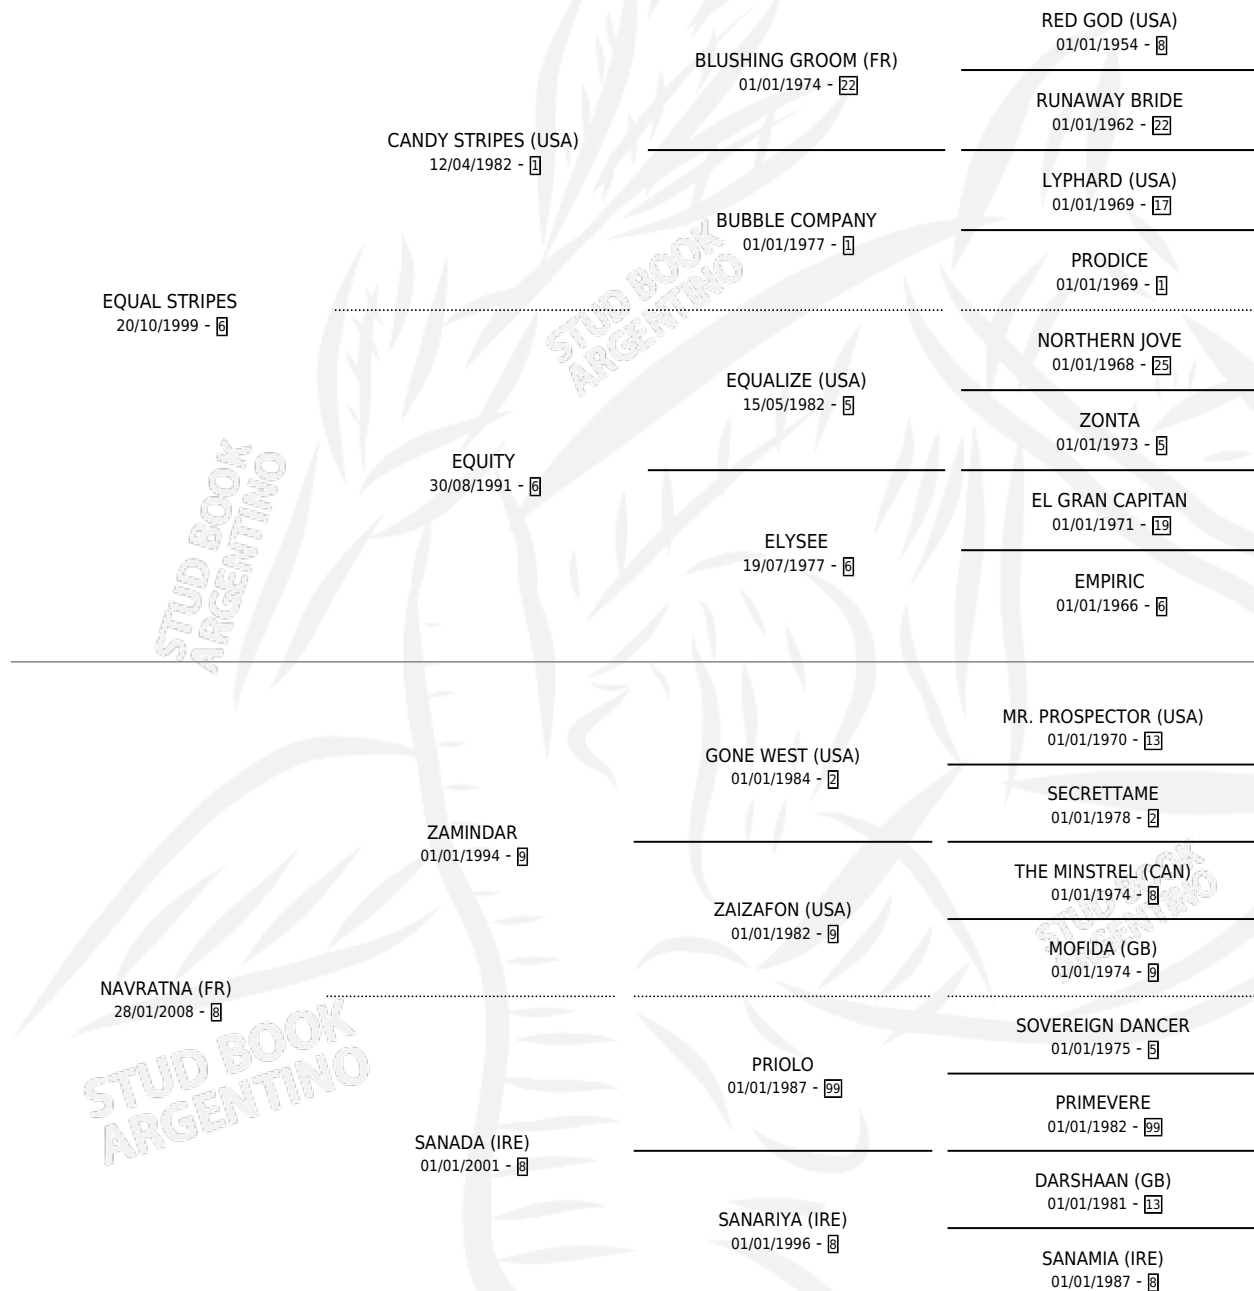 EQUAL STRIPES
20/10/1999 - 6
CANDY STRIPES (USA)
12/04/1982 - 1
BLUSHING GROOM (FR)
01/01/1974 - 22
RED GOD (USA)
01/01/1954 - 8
RUNAWAY BRIDE
01/01/1962 - 22
BUBBLE COMPANY
01/01/1977 - 1
LYPHARD (USA)
01/01/1969 - 17
PRODICE
01/01/1969 - 1
EQUITY
30/08/1991 - 6
EQUALIZE (USA)
15/05/1982 - 5
NORTHERN JOVE
01/01/1968 - 25
ZONTA
01/01/1973 - 5
ELYSEE
19/07/1977 - 6
EL GRAN CAPITAN
01/01/1971 - 19
EMPIRIC
01/01/1966 - 6
NAVRATNA (FR)
28/01/2008 - 8
ZAMINDAR
01/01/1994 - 9
GONE WEST (USA)
01/01/1984 - 2
MR. PROSPECTOR (USA)
01/01/1970 - 13
SECRETTAME
01/01/1978 - 2
ZAIZAFON (USA)
01/01/1982 - 9
THE MINSTREL (CAN)
01/01/1974 - 8
MOFIDA (GB)
01/01/1974 - 9
SANADA (IRE)
01/01/2001 - 8
PRIOLO
01/01/1987 - 99
SOVEREIGN DANCER
01/01/1975 - 5
PRIMEVERE
01/01/1982 - 99
SANARIYA (IRE)
01/01/1996 - 8
DARSHAAN (GB)
01/01/1981 - 13
SANAMIA (IRE)
01/01/1987 - 8
STUD BOOK
ARGENTINO
STUD BOOK
ARGENTINO
STUD BOOK
ARGENTINO
STUD BOOK
ARGENTINO